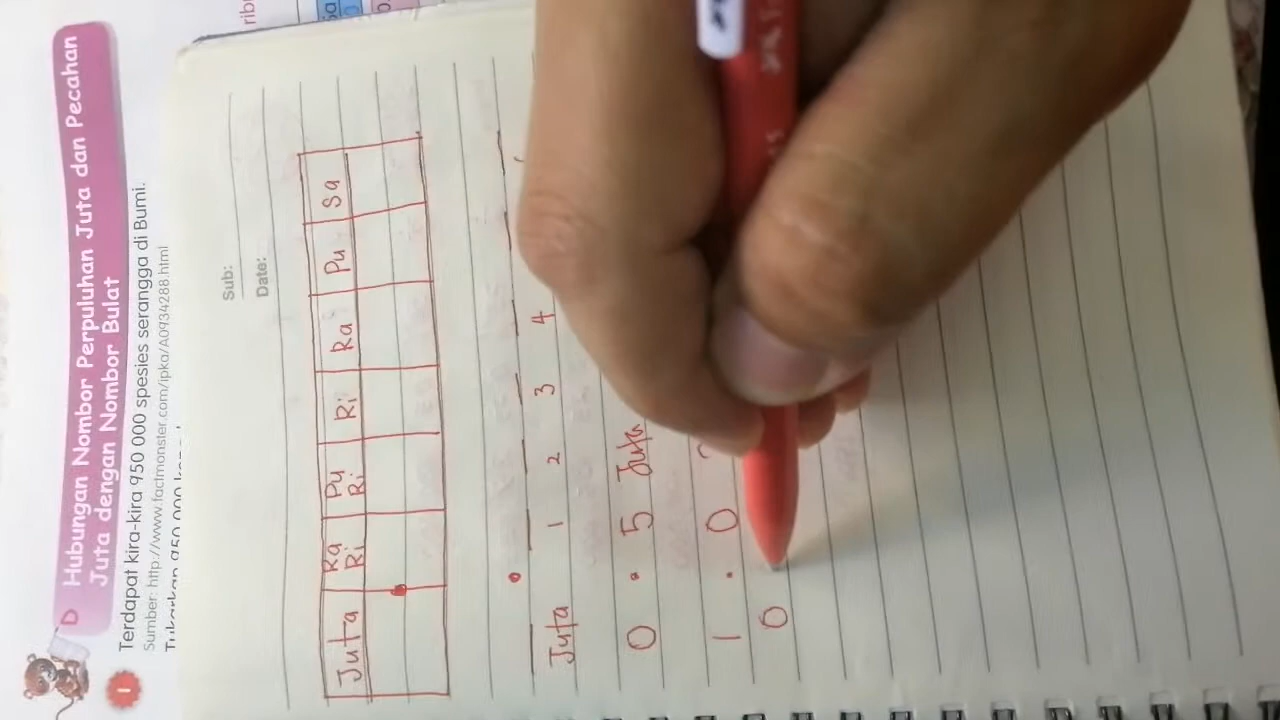 D Hubungan Nombor Perpuluhan Juta dan Pecahan
Juta dengan Nombor Bulat
1 Terdapat kira-kira 950 000 spesies serangga di Bumi.
Sumber: http://www.factmonster.com/ipka/A0934288.html
Sub:
Date:
Juta Ra Ri Pu Ri Ri Ra Pu Sa
Juta 1 2 3 4
0 . 5 Juta
1 . 0
0